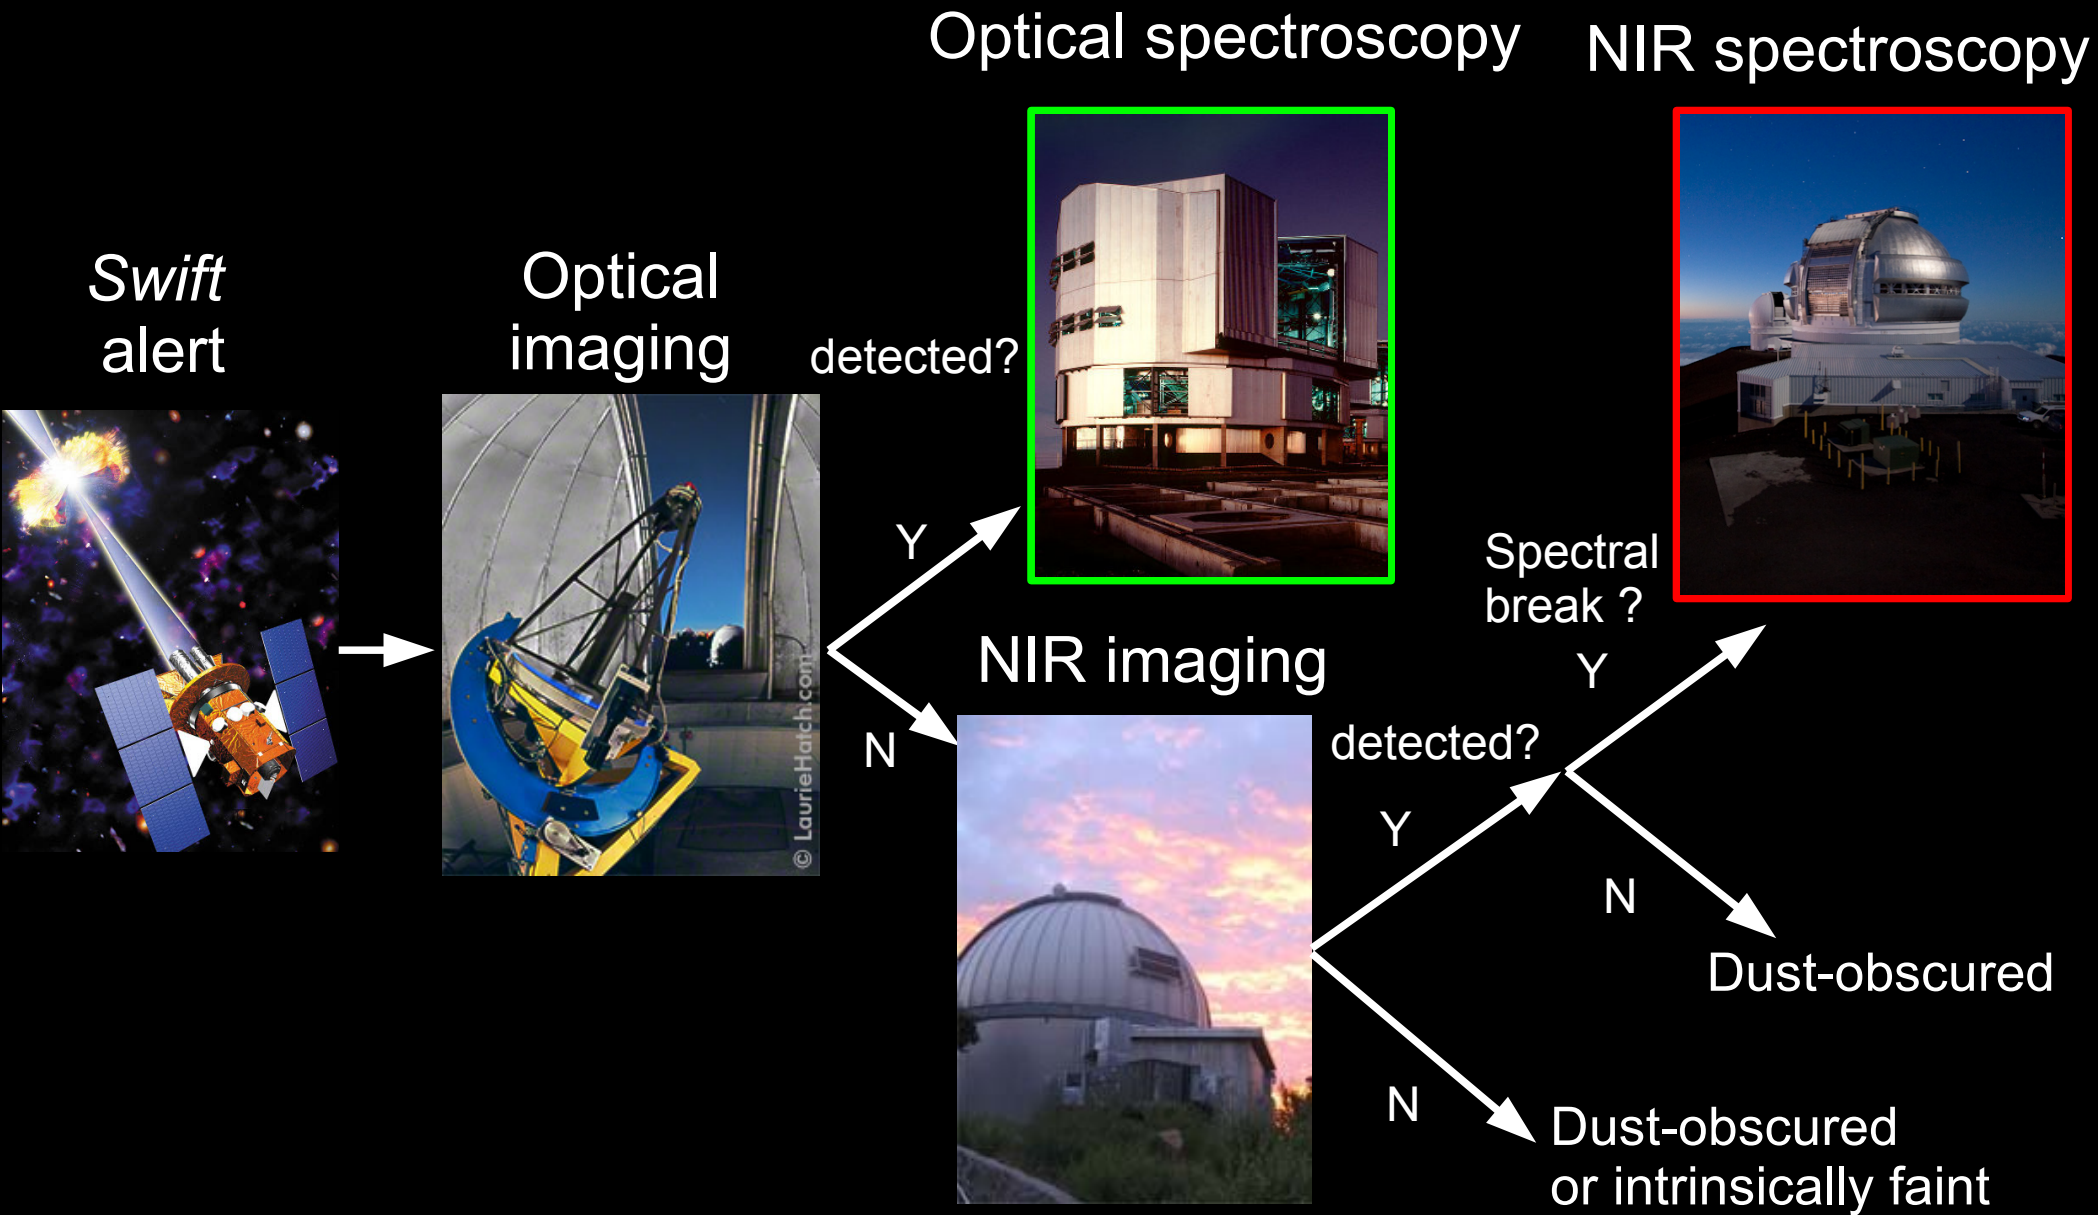 Optical spectroscopy
NIR spectroscopy
Swift
alert
Optical
imaging
detected?
Y
N
© LaurieHatch.com
NIR imaging
detected?
Y
N
Spectral
break ?
Y
N
Dust-obscured
Dust-obscured
or intrinsically faint